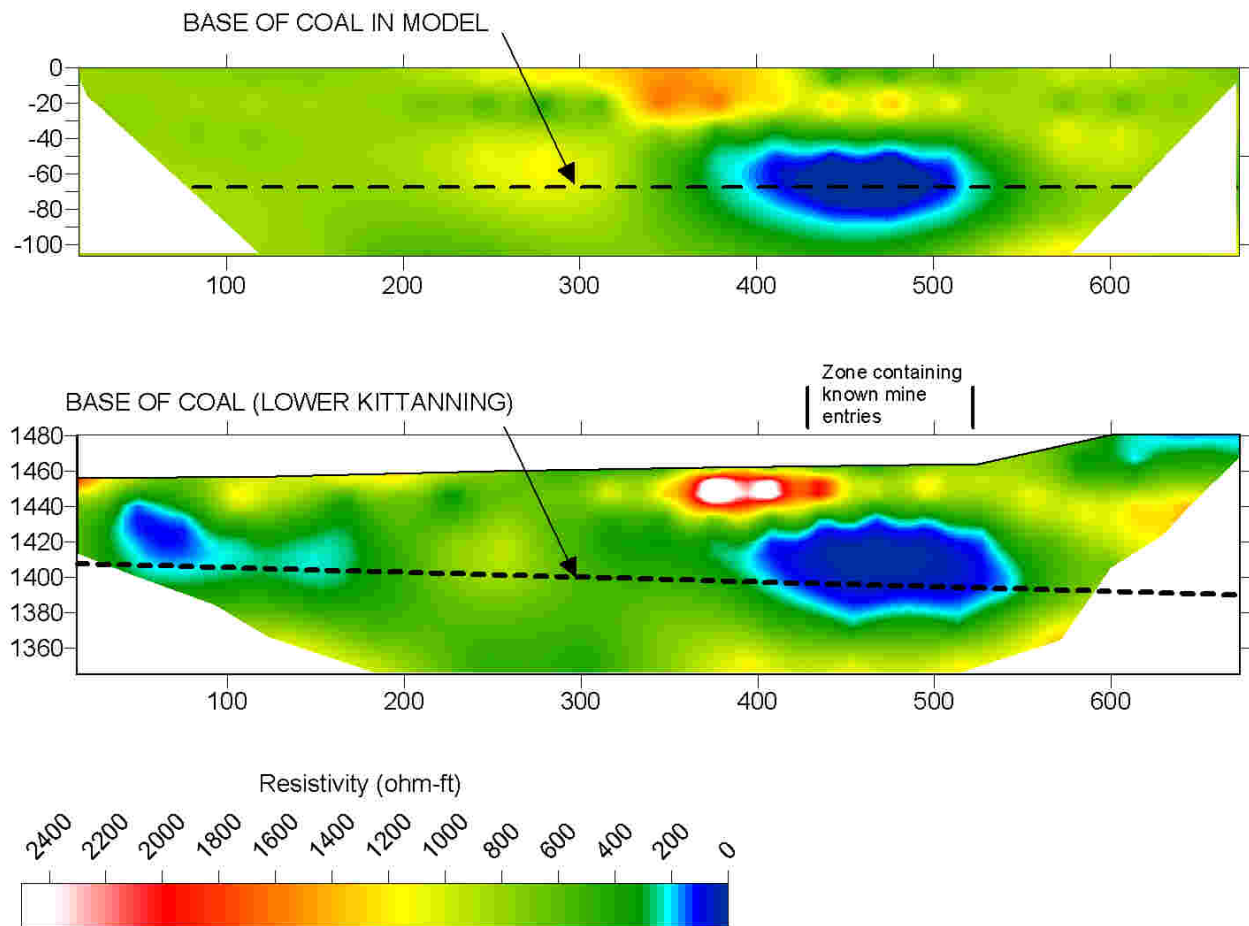 BASE OF COAL IN MODEL
0
-20
-40
-60
-80
-100
100 200 300 400 500 600
Zone containing
known mine
entries
BASE OF COAL (LOWER KITTANNING)
1480
1460
1440
1420
1400
1380
1360
100 200 300 400 500 600
Resistivity (ohm-ft)
2400 2200 2000 1800 1600 1400 1200 1000 800 600 400 200 0